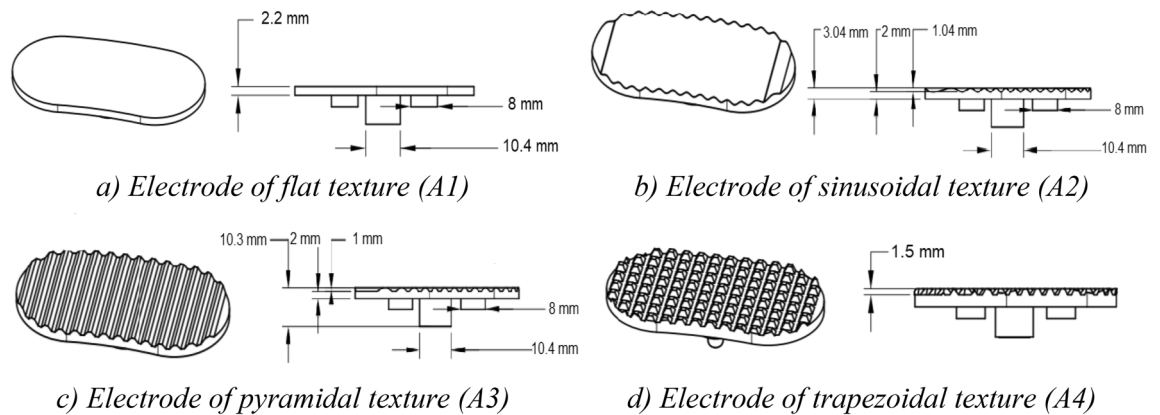 2.2 mm
8 mm
10.4 mm
a) Electrode of flat texture (A1)
3.04 mm 2 mm 1.04 mm
8 mm
10.4 mm
b) Electrode of sinusoidal texture (A2)
10.3 mm 2 mm 1 mm
8 mm
10.4 mm
c) Electrode of pyramidal texture (A3)
1.5 mm
d) Electrode of trapezoidal texture (A4)